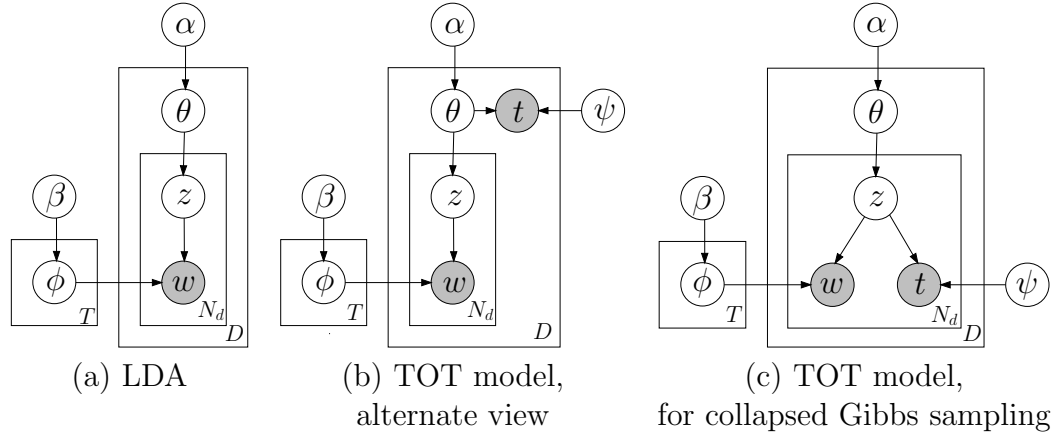 α
θ
z
w
β
ϕ
T
N_d
D
(a) LDA
α
θ
t
ψ
z
w
β
ϕ
T
N_d
D
(b) TOT model,
alternate view
α
θ
z
w
t
ψ
β
ϕ
T
N_d
D
(c) TOT model,
for collapsed Gibbs sampling